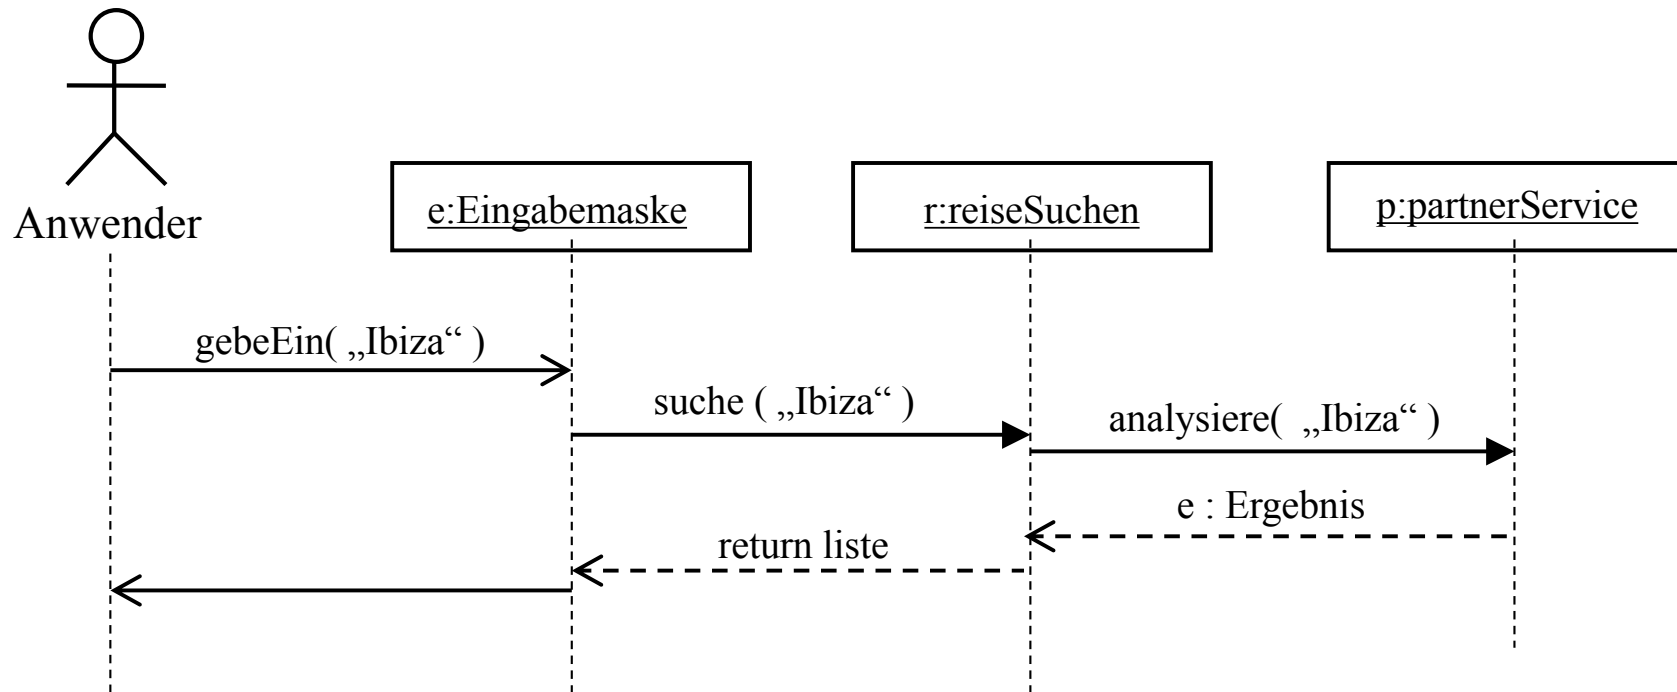 Anwender
e:Eingabemaske
r:reiseSuchen
p:partnerService
gebeEin( „Ibiza“ )
suche ( „Ibiza“ )
analysiere( „Ibiza“ )
e : Ergebnis
return liste